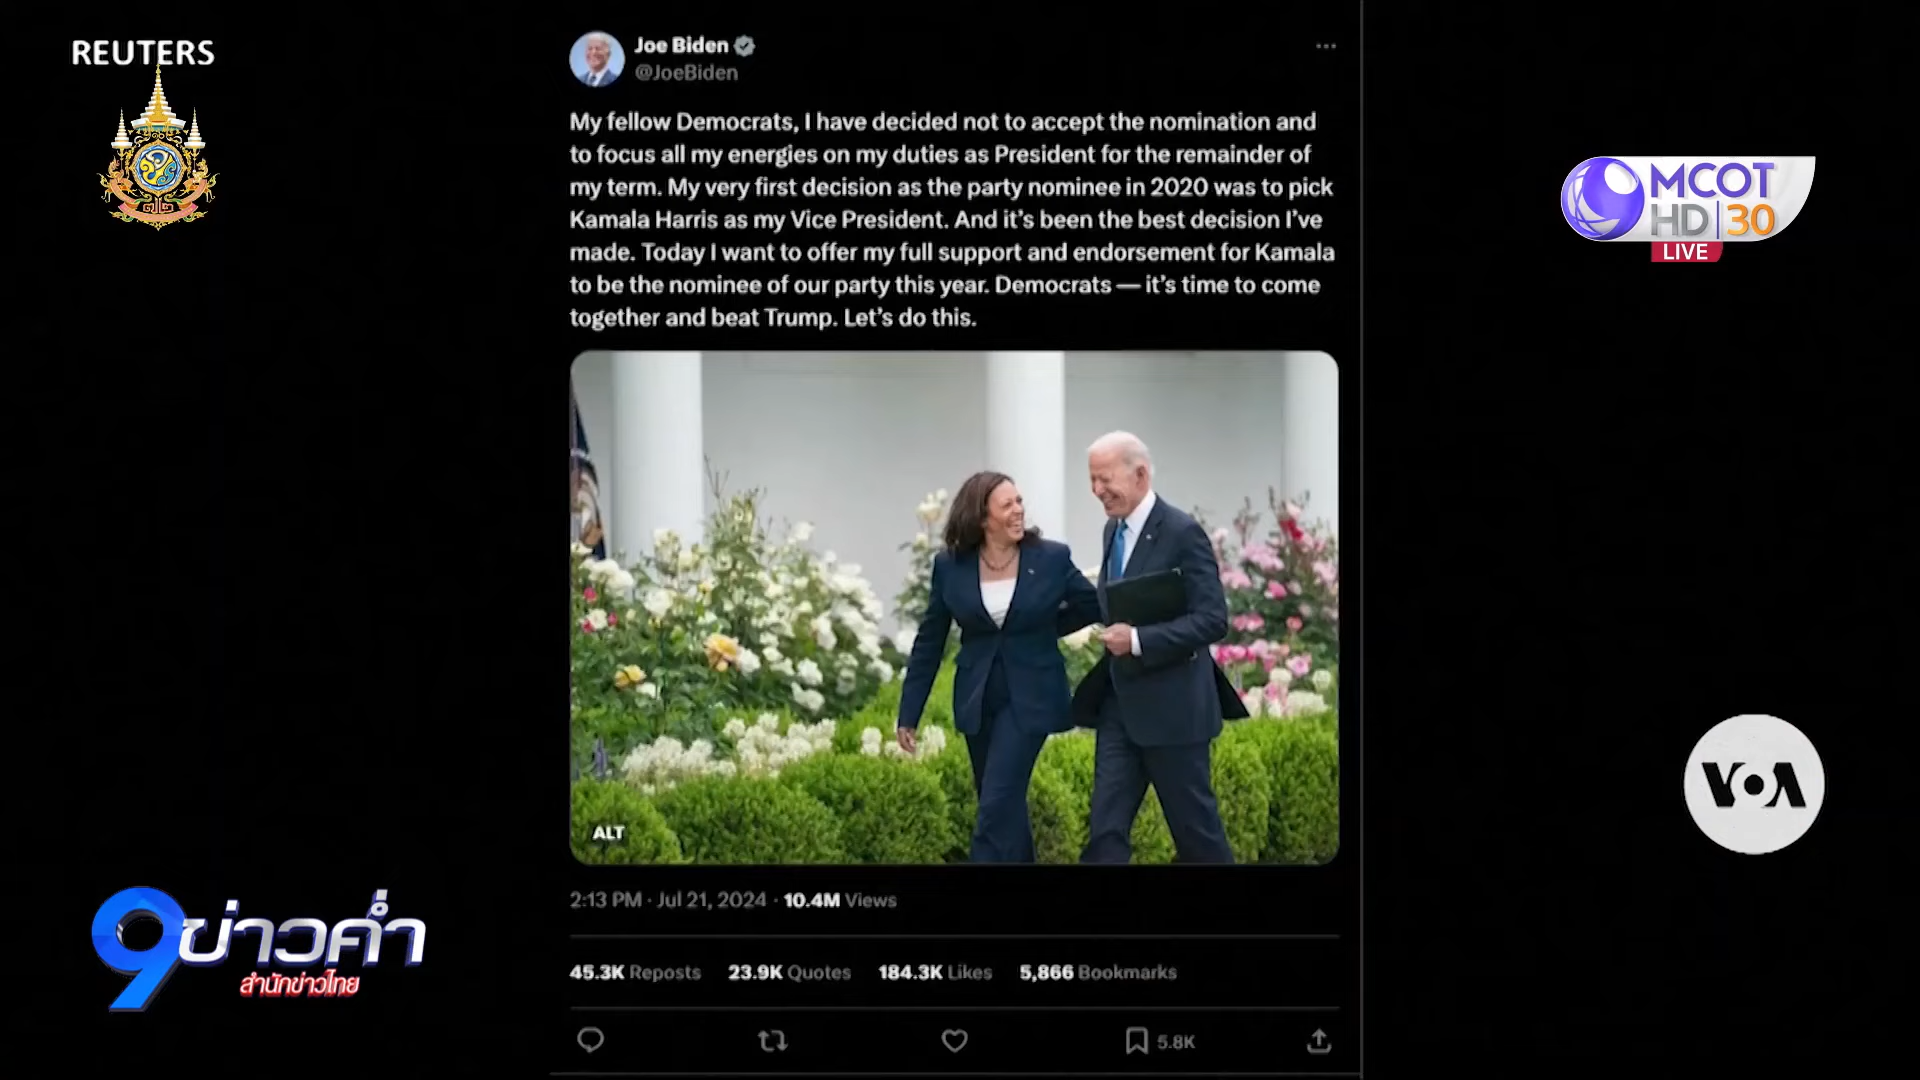 REUTERS
Joe Biden
@JoeBiden
My fellow Democrats, I have decided not to accept the nomination and
to focus all my energies on my duties as President for the remainder of
my term. My very first decision as the party nominee in 2020 was to pick
Kamala Harris as my Vice President. And it’s been the best decision I’ve
made. Today I want to offer my full support and endorsement for Kamala
to be the nominee of our party this year. Democrats — it’s time to come
together and beat Trump. Let’s do this.
MCOT
HD 30
LIVE
ALT
VOA
2:13 PM · Jul 21, 2024 · 10.4M Views
45.3K Reposts 23.9K Quotes 184.3K Likes 5,866 Bookmarks
5.8K
9ข่าวค่ำ
สำนักข่าวไทย